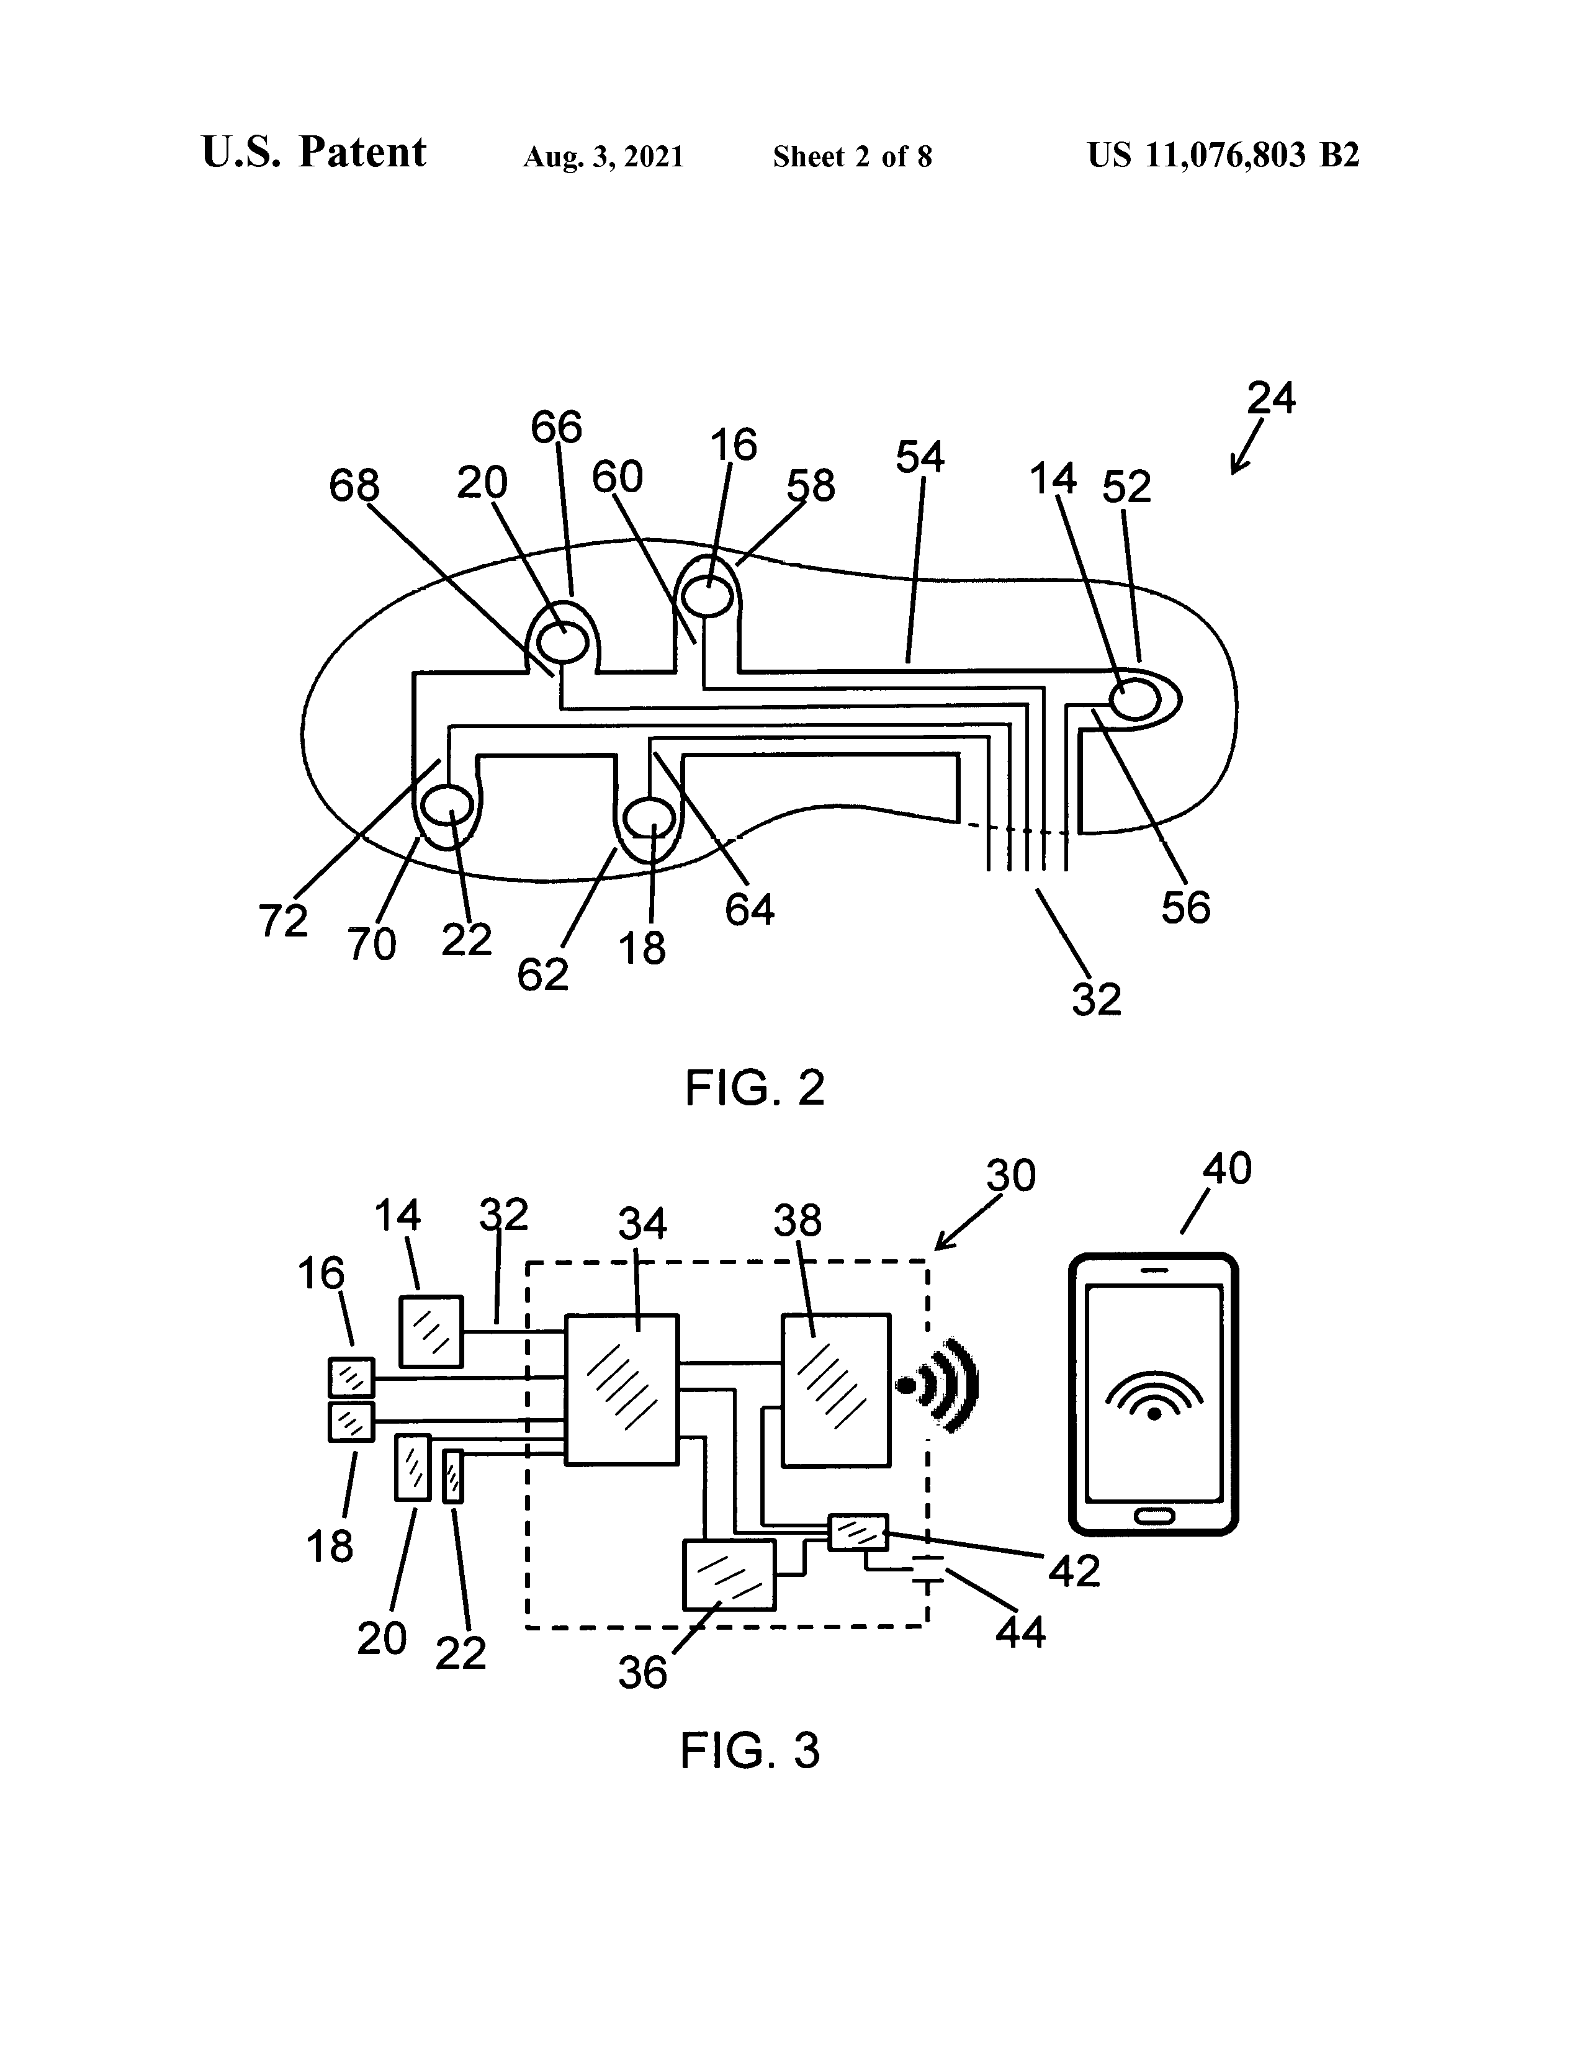 U.S. Patent Aug. 3, 2021 Sheet 2 of 8 US 11,076,803 B2
24
66
16
54
68 20 60 58 14 52
72 70 22 62 18 64 56
32
FIG. 2
30 40
14 32 34 38
16
18 42
20 22 36 44
FIG. 3